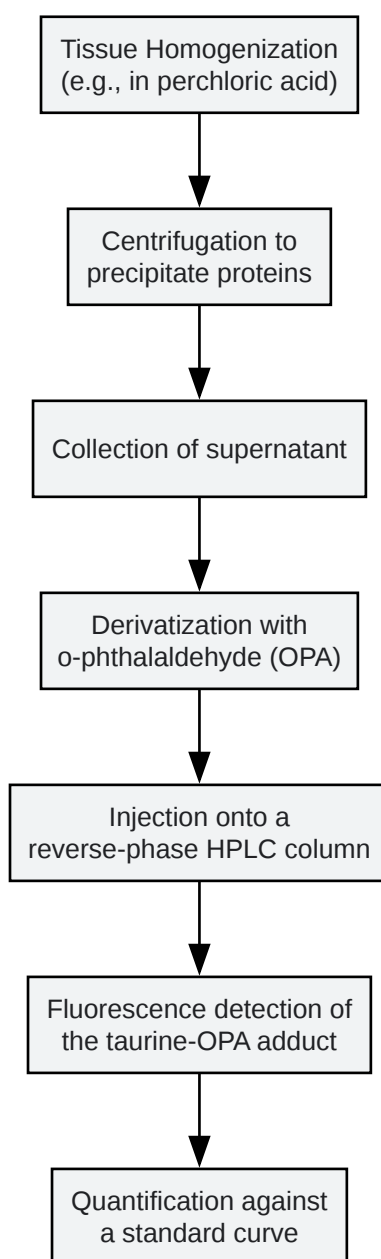 Tissue Homogenization
(e.g., in perchloric acid)
Centrifugation to
precipitate proteins
Collection of supernatant
Derivatization with
o-phthalaldehyde (OPA)
Injection onto a
reverse-phase HPLC column
Fluorescence detection of
the taurine-OPA adduct
Quantification against
a standard curve